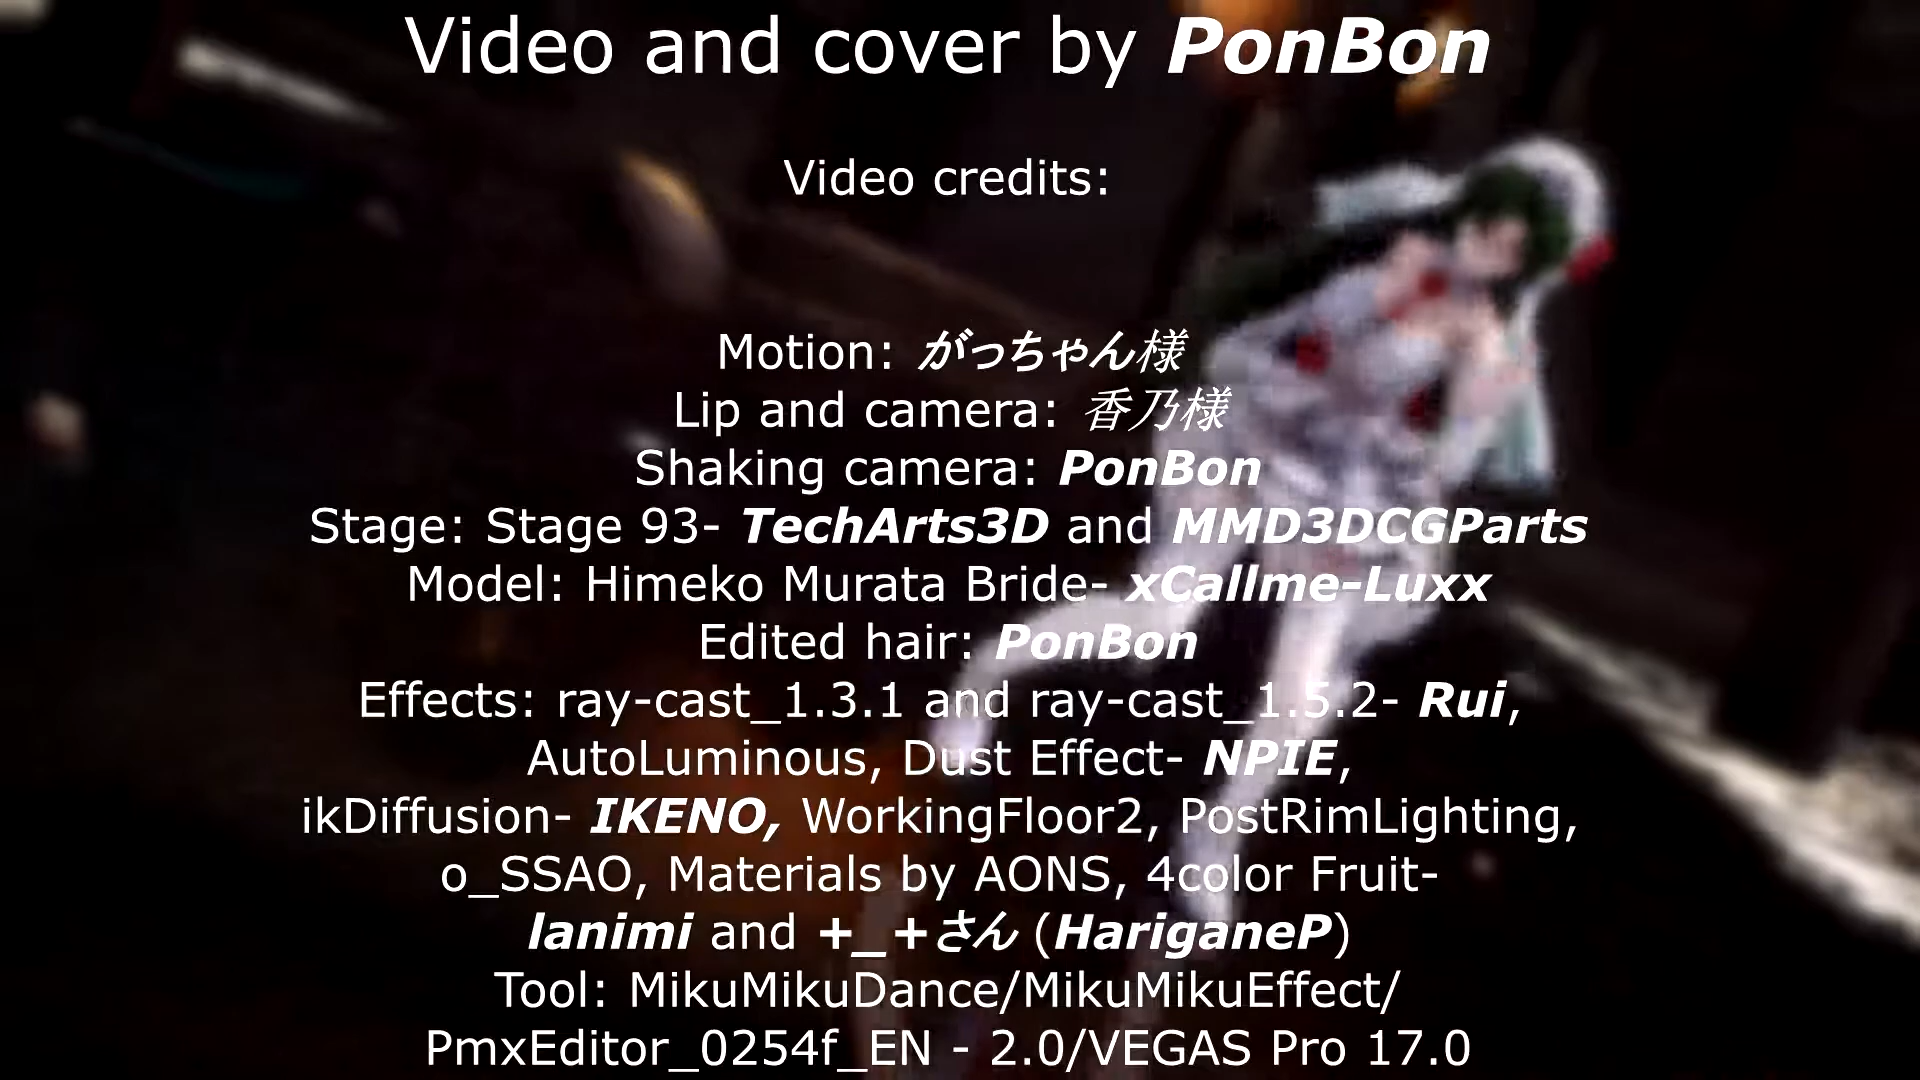 Video and cover by PonBon
Video credits:
Motion: がっちゃん様
Lip and camera: 香乃様
Shaking camera: PonBon
Stage: Stage 93- TechArts3D and MMD3DCGParts
Model: Himeko Murata Bride- xCallme-Luxx
Edited hair: PonBon
Effects: ray-cast_1.3.1 and ray-cast_1.5.2- Rui,
AutoLuminous, Dust Effect- NPIE,
ikDiffusion- IKENO, WorkingFloor2, PostRimLighting,
o_SSAO, Materials by AONS, 4color Fruit-
lanimi and +_+さん (HariganeP)
Tool: MikuMikuDance/MikuMikuEffect/
PmxEditor_0254f_EN - 2.0/VEGAS Pro 17.0